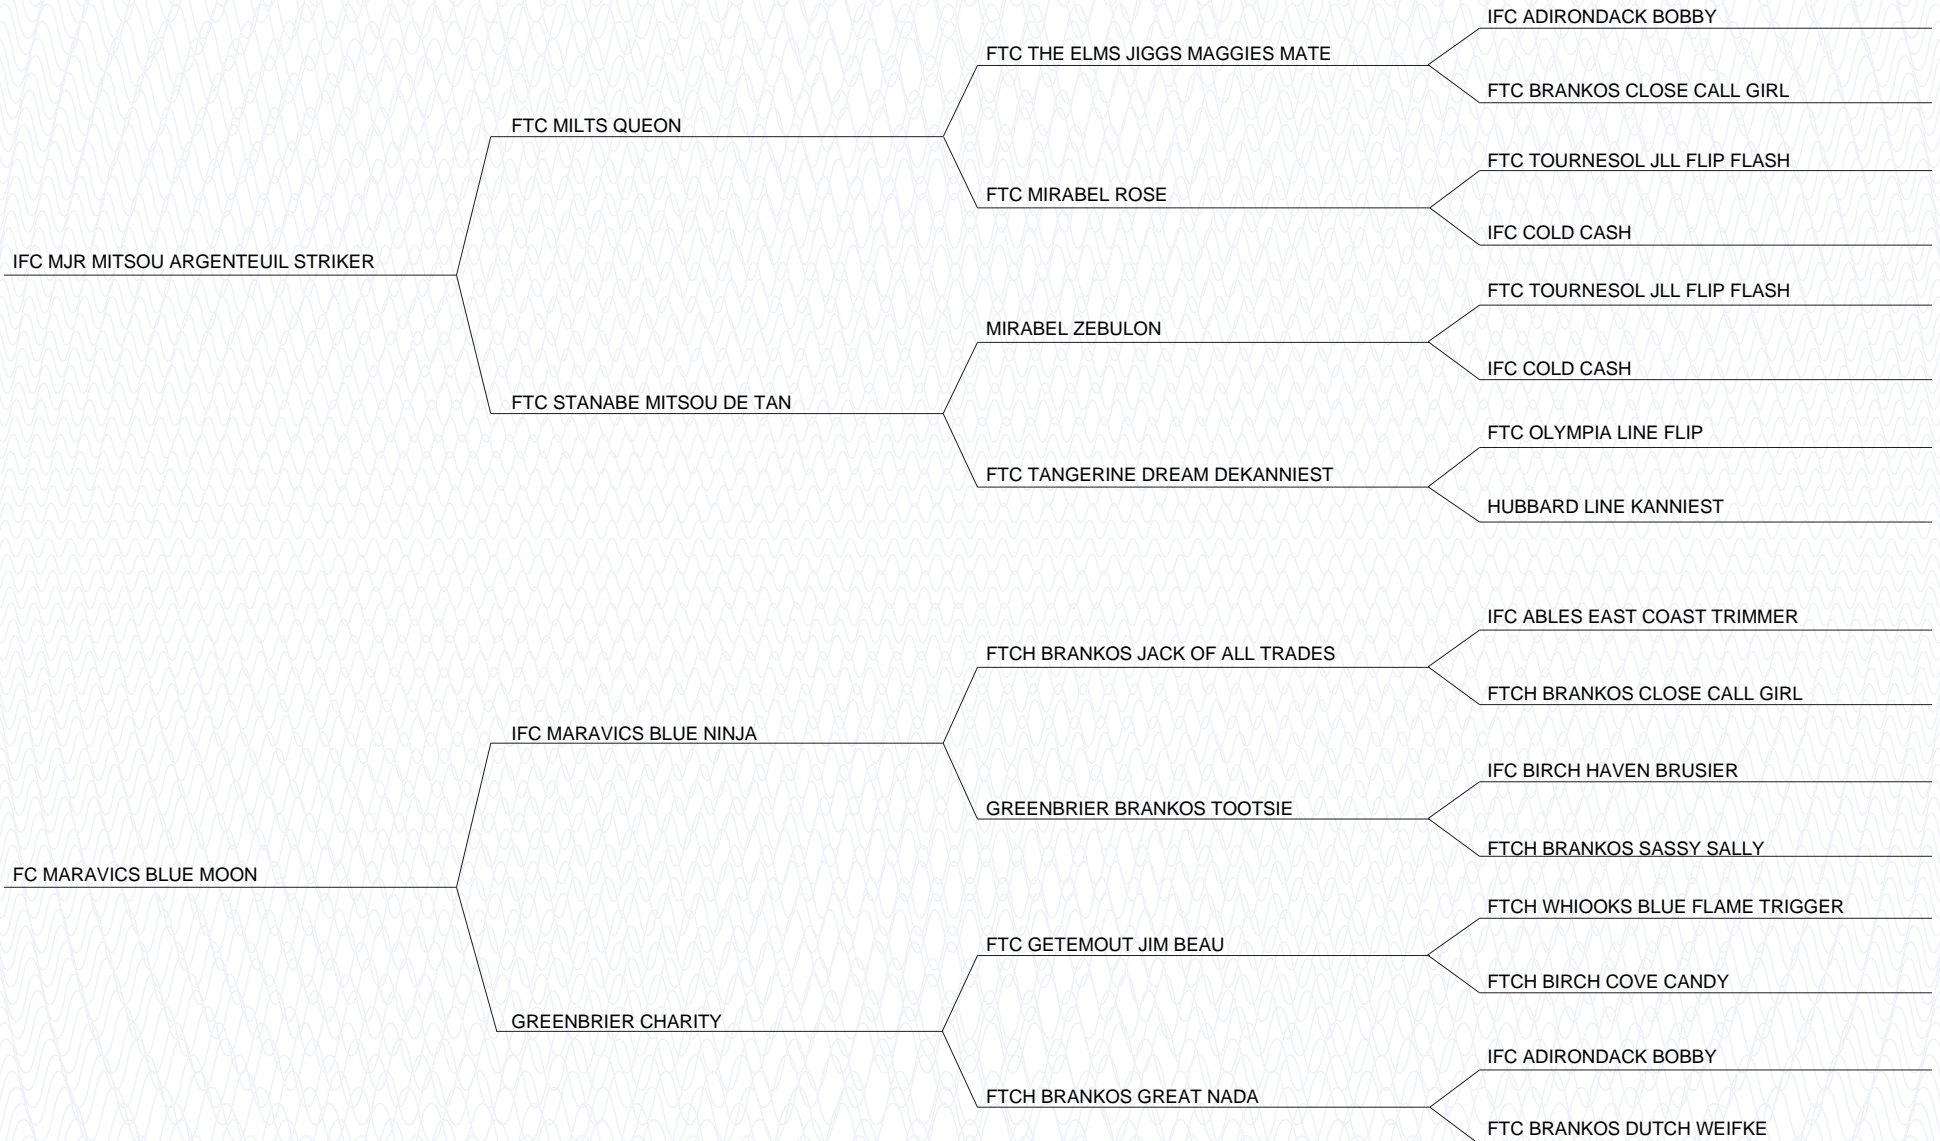 IFC ADIRONDACK BOBBY
FTC THE ELMS JIGGS MAGGIES MATE
FTC BRANKOS CLOSE CALL GIRL
FTC MILTS QUEON
FTC TOURNESOL JLL FLIP FLASH
FTC MIRABEL ROSE
IFC COLD CASH
IFC MJR MITSOU ARGENTEUIL STRIKER
FTC TOURNESOL JLL FLIP FLASH
MIRABEL ZEBULON
IFC COLD CASH
FTC STANABE MITSOU DE TAN
FTC OLYMPIA LINE FLIP
FTC TANGERINE DREAM DEKANNIEST
HUBBARD LINE KANNIEST
IFC ABLES EAST COAST TRIMMER
FTCH BRANKOS JACK OF ALL TRADES
FTCH BRANKOS CLOSE CALL GIRL
IFC MARAVICS BLUE NINJA
IFC BIRCH HAVEN BRUSIER
GREENBRIER BRANKOS TOOTSIE
FTCH BRANKOS SASSY SALLY
FC MARAVICS BLUE MOON
FTCH WHIOOKS BLUE FLAME TRIGGER
FTC GETEMOUT JIM BEAU
FTCH BIRCH COVE CANDY
GREENBRIER CHARITY
IFC ADIRONDACK BOBBY
FTCH BRANKOS GREAT NADA
FTC BRANKOS DUTCH WEIFKE